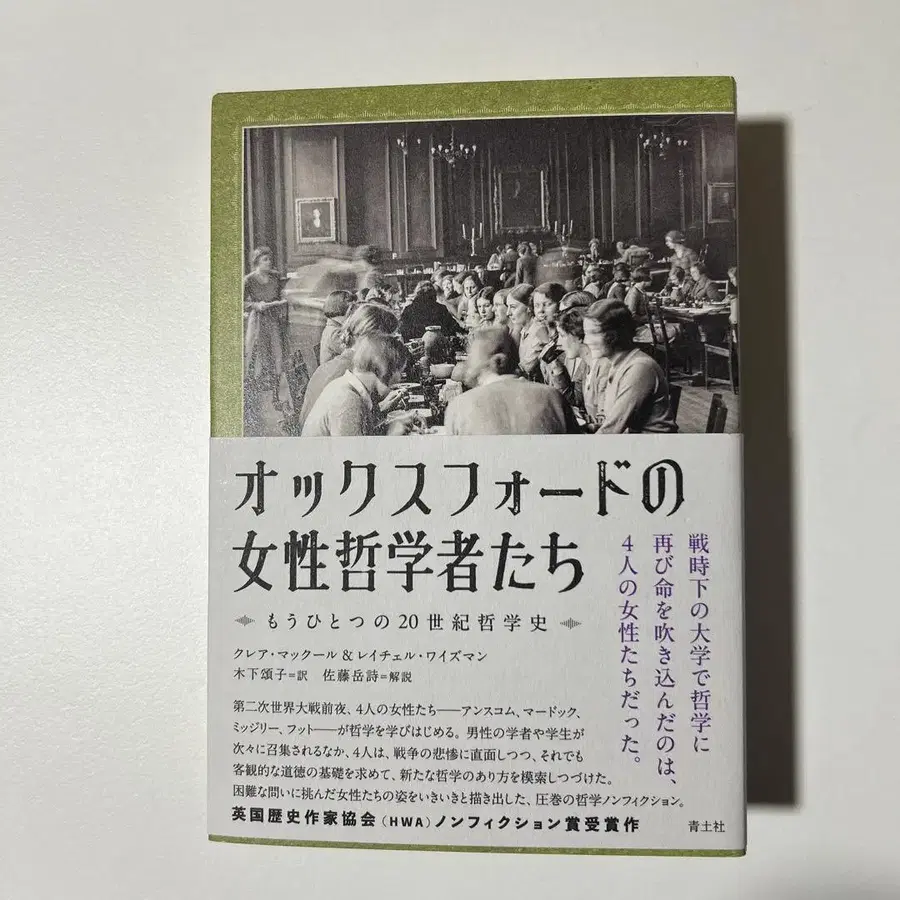 オックスフォードの
女性哲学者たち
もうひとつの20世紀哲学史
クレア・マックール＆レイチェル・ワイズマン
木下頌子＝訳　佐藤岳詩＝解説
戦時下の大学で哲学に
再び命を吹き込んだのは、
4人の女性たちだった。
第二次世界大戦前夜、4人の女性たち──アンスコム、マードック、
ミッジリー、フット──が哲学を学びはじめる。男性の学者や学生が
次々に召集されるなか、4人は、戦争の悲惨に直面しつつ、それでも
客観的な道徳の基礎を求めて、新たな哲学のあり方を模索しつづけた。
困難な問いに挑んだ女性たちの姿をいきいきと描き出した、圧巻の哲学ノンフィクション。
英国歴史作家協会（HWA）ノンフィクション賞受賞作
青土社